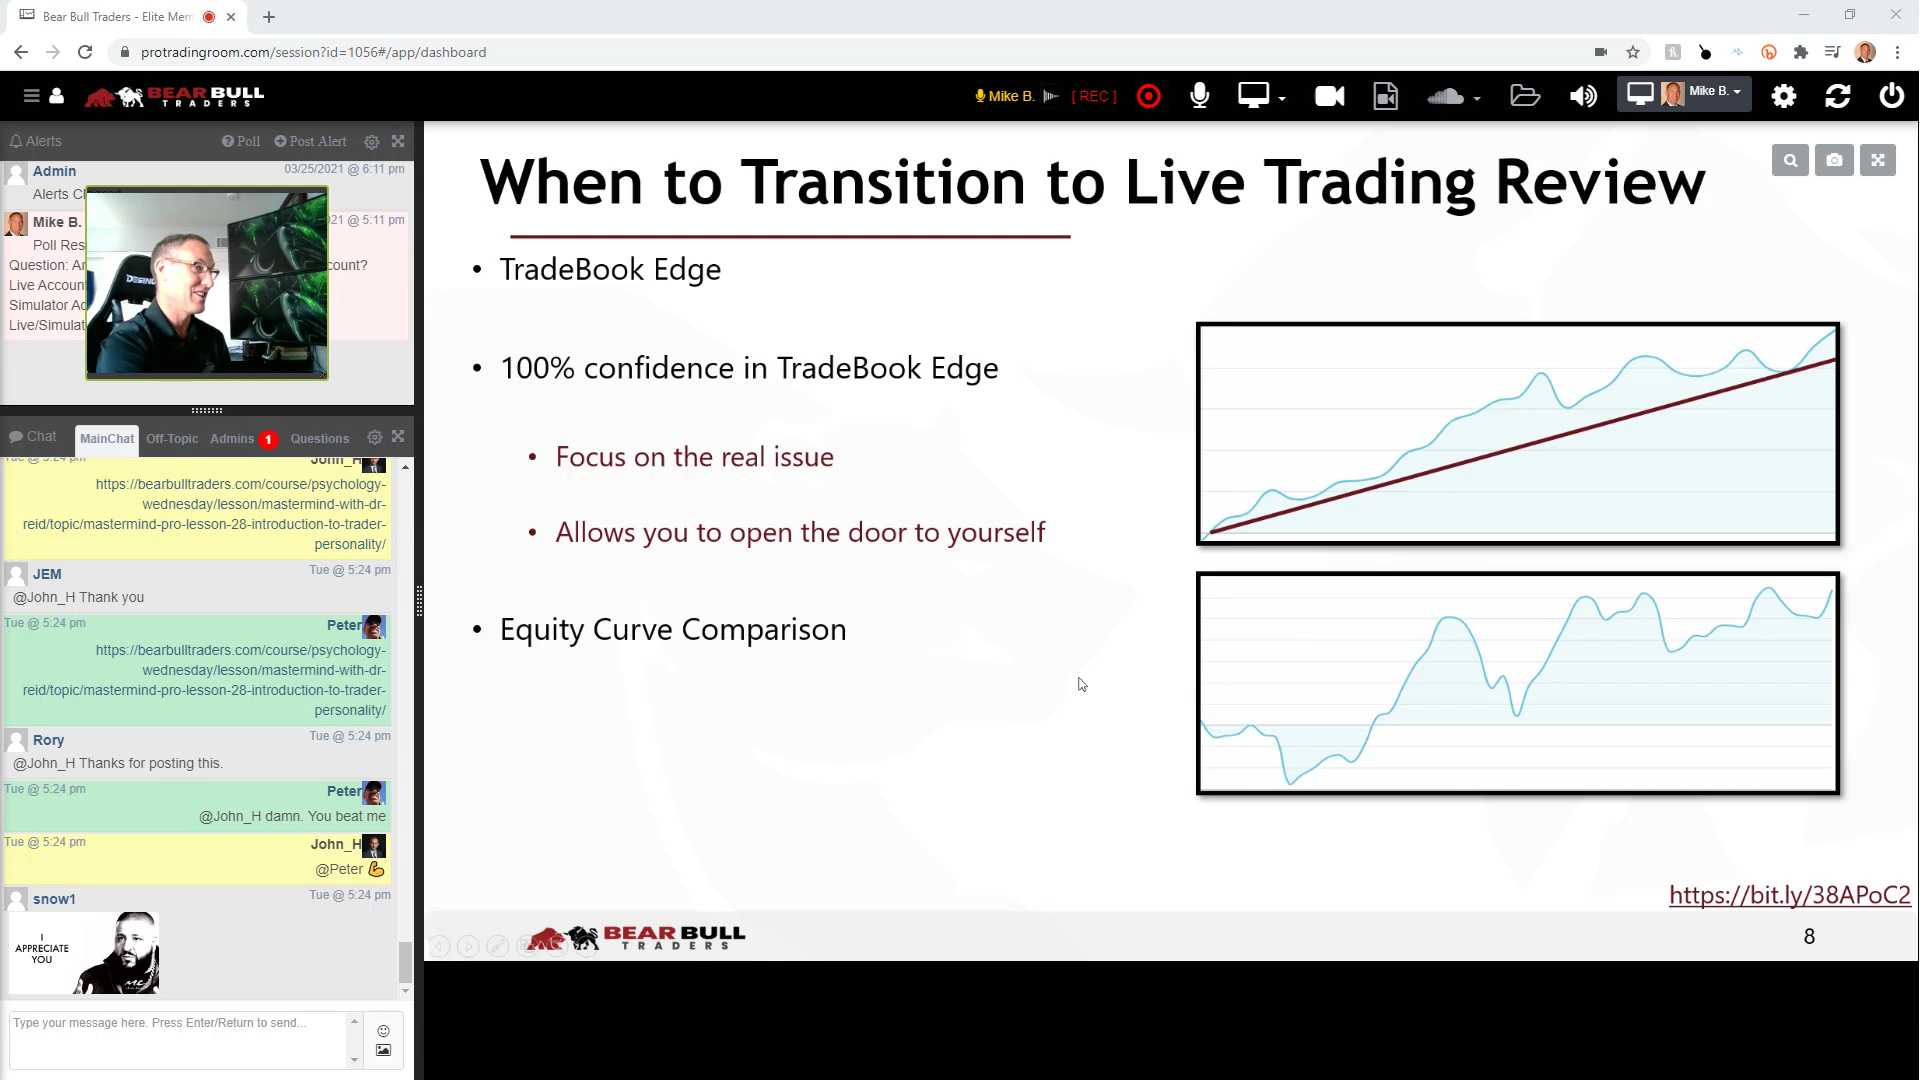 Bear Bull Traders - Elite Mem
protradingroom.com/session?id=1056#/app/dashboard
BEAR BULL
TRADERS
Mike B.
[ REC ]
Mike B.
Alerts
Poll
Post Alert
Admin
03/25/2021 @ 6:11 pm
Mike B.
021 @ 5:11 pm
Poll Res
Question: Ar
count?
Live Accoun
Simulator Ac
Live/Simulat
Chat
MainChat
Off-Topic
Admins 1
Questions
John_H
https://bearbulltraders.com/course/psychology-
wednesday/lesson/mastermind-with-dr-
reid/topic/mastermind-pro-lesson-28-introduction-to-trader-
personality/
JEM
Tue @ 5:24 pm
@John_H Thank you
Tue @ 5:24 pm
Peter
https://bearbulltraders.com/course/psychology-
wednesday/lesson/mastermind-with-dr-
reid/topic/mastermind-pro-lesson-28-introduction-to-trader-
personality/
Rory
Tue @ 5:24 pm
@John_H Thanks for posting this.
Tue @ 5:24 pm
Peter
@John_H damn. You beat me
Tue @ 5:24 pm
John_H
@Peter 💪
snow1
Tue @ 5:24 pm
I
APPRECIATE
YOU
Type your message here. Press Enter/Return to send...
When to Transition to Live Trading Review
• TradeBook Edge
• 100% confidence in TradeBook Edge
• Focus on the real issue
• Allows you to open the door to yourself
• Equity Curve Comparison
https://bit.ly/38APoC2
BEAR BULL
TRADERS
8